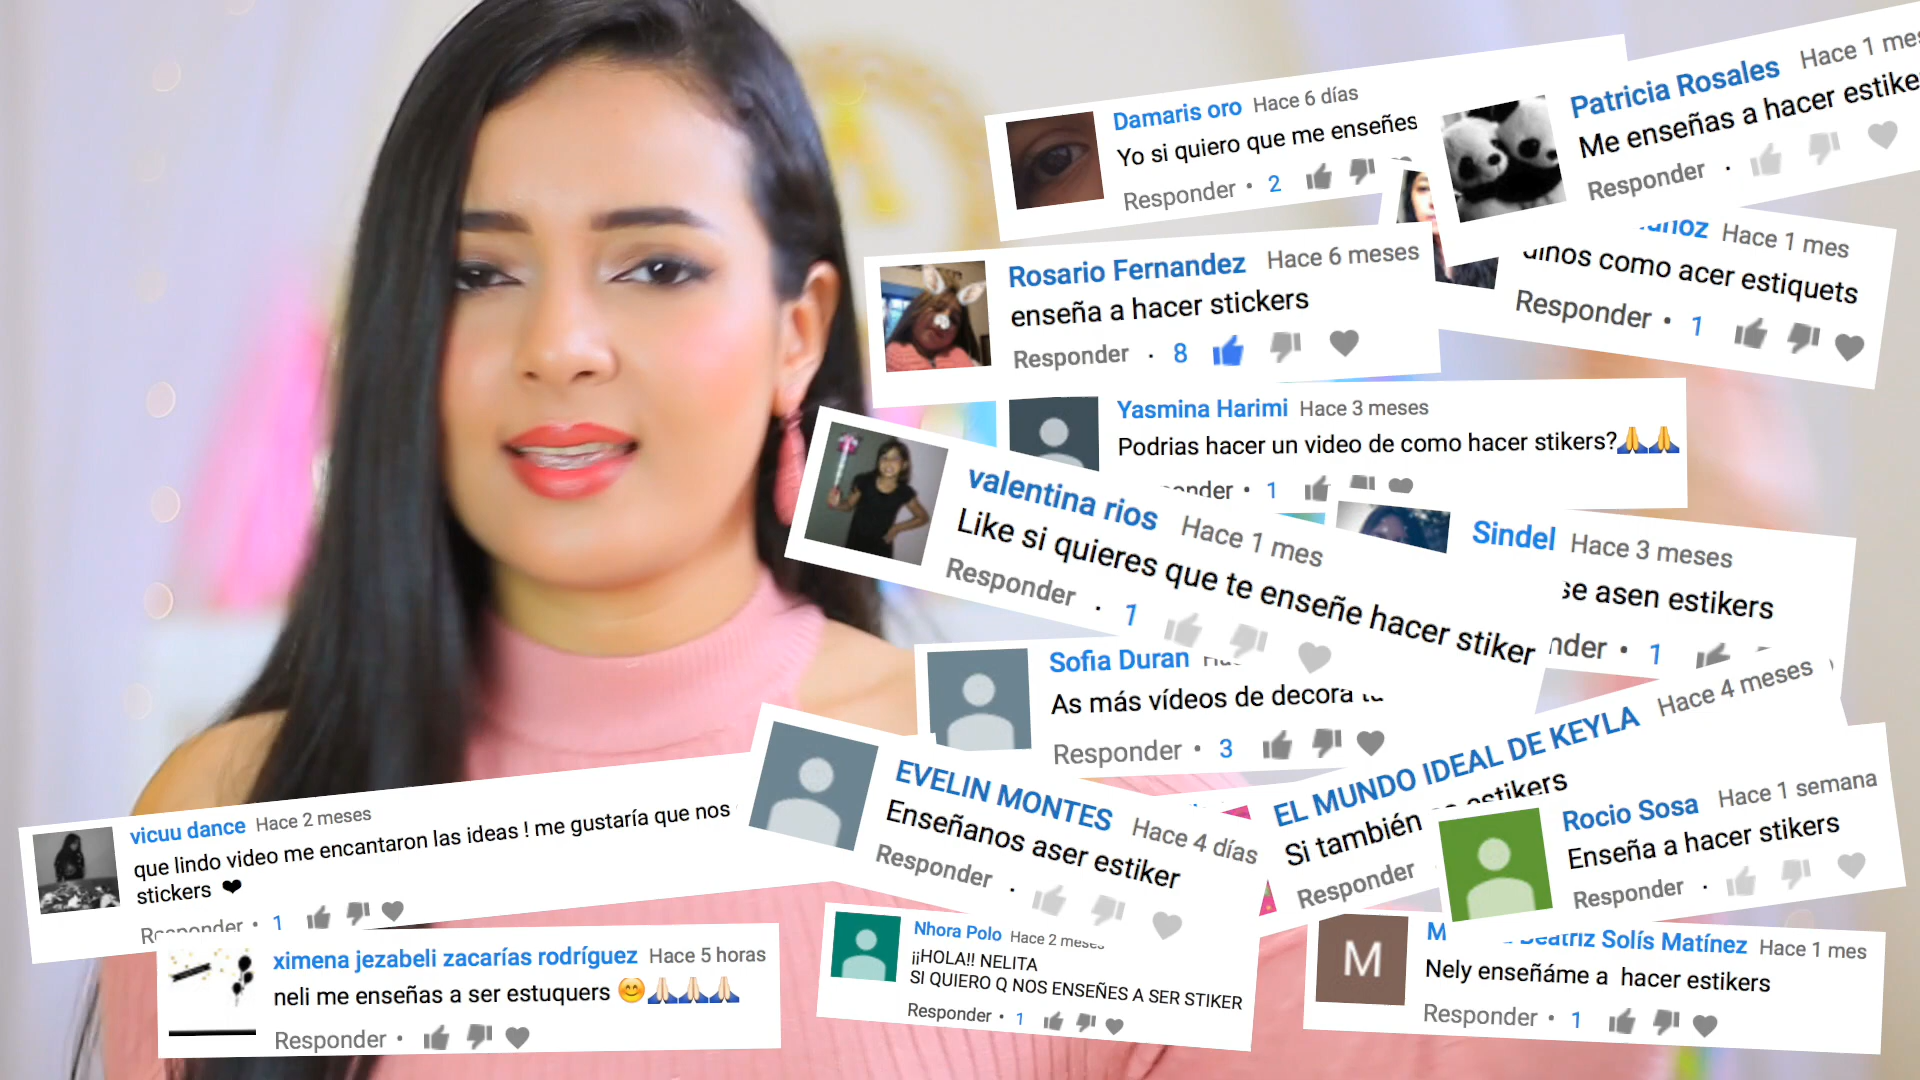 Damaris oro Hace 6 días
Yo si quiero que me enseñes
Responder • 2
Patricia Rosales Hace 1 mes
Me enseñas a hacer
Responder .
Hace 1 mes
como acer estiquets
Responder • 1
Rosario Fernandez Hace 6 meses
enseña a hacer stickers
Responder . 8
Yasmina Harimi Hace 3 meses
Podrias hacer un video de como hacer stikers?🙏🙏
1
valentina rios Hace 1 mes
Like si quieres que te enseñe hacer stiker
Responder . 1
Sindel Hace 3 meses
se asen estikers
1
Sofia Duran
As más vídeos de decora
Responder • 3
EVELIN MONTES Hace 4 días
Enseñanos aser estiker
Responder .
EL MUNDO IDEAL DE KEYLA Hace 4 meses
Si también estikers
Responder
Rocio Sosa Hace 1 semana
Enseña a hacer stikers
Responder .
vicuu dance Hace 2 meses
que lindo video me encantaron las ideas ! me gustaría que nos
stickers ❤
Responder • 1
ximena jezabeli zacarías rodríguez Hace 5 horas
neli me enseñas a ser estuquers 😊🙏🙏🙏
Responder •
Nhora Polo Hace 2 meses
¡¡HOLA!! NELITA
SI QUIERO Q NOS ENSEÑES A SER STIKER
Responder • 1
M
Beatriz Solís Matínez Hace 1 mes
Nely enseñáme a hacer estikers
Responder • 1